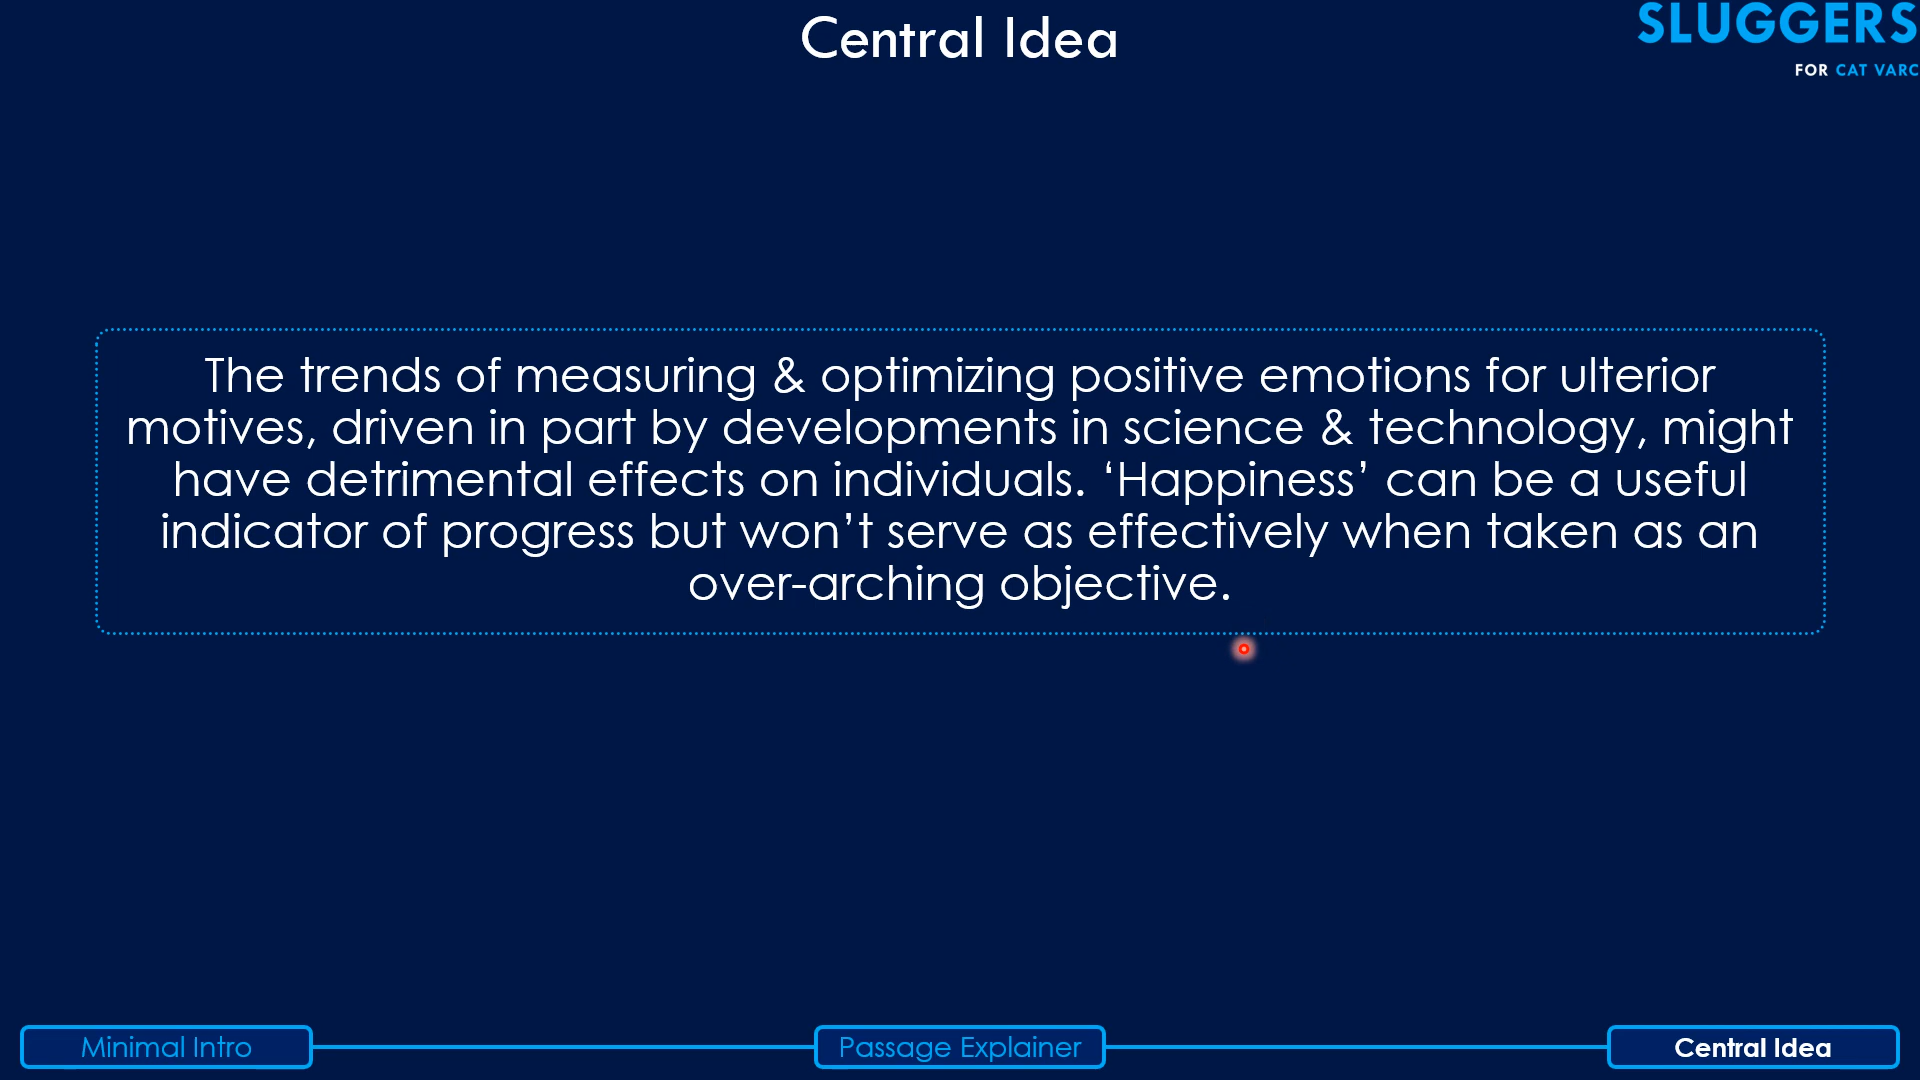 Central Idea
SLUGGERS
FOR CAT VARC
The trends of measuring & optimizing positive emotions for ulterior
motives, driven in part by developments in science & technology, might
have detrimental effects on individuals. ‘Happiness’ can be a useful
indicator of progress but won’t serve as effectively when taken as an
over-arching objective.
Minimal Intro
Passage Explainer
Central Idea